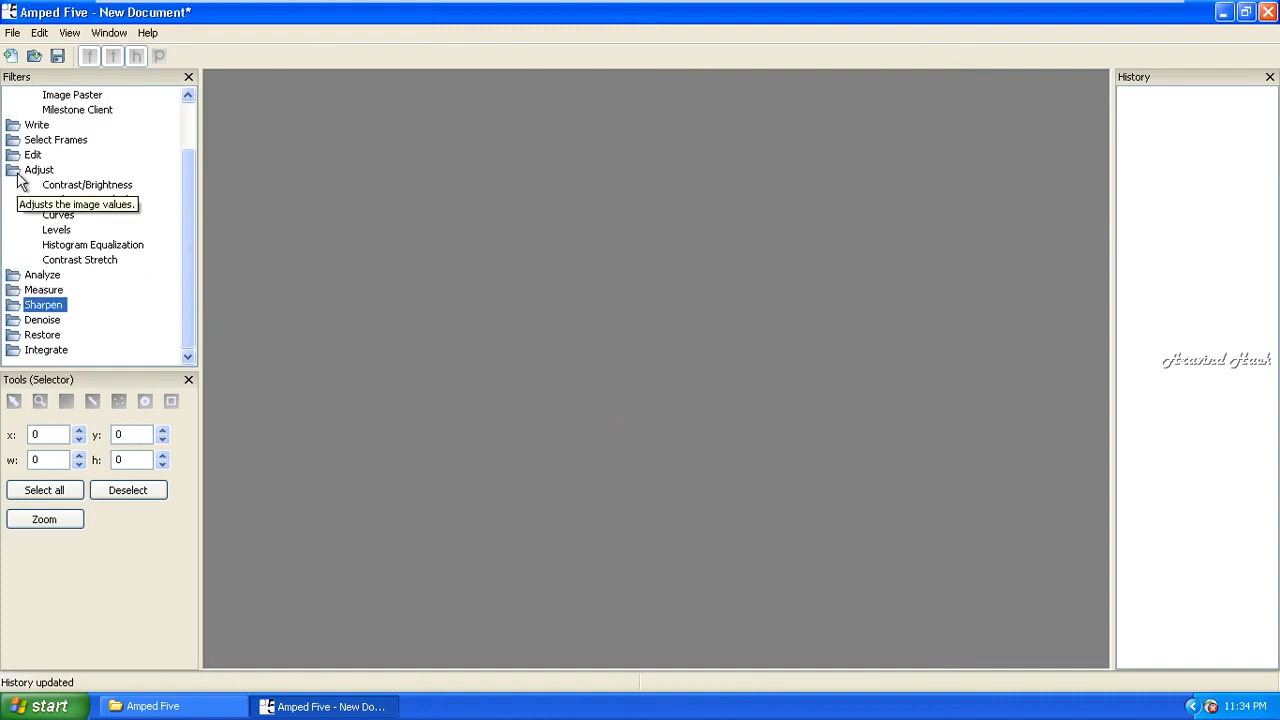 Amped Five - New Document*
File Edit View Window Help
f t h p
Filters
Image Paster
Milestone Client
Write
Select Frames
Edit
Adjust
Contrast/Brightness
Adjusts the image values.
Curves
Levels
Histogram Equalization
Contrast Stretch
Analyze
Measure
Sharpen
Denoise
Restore
Integrate
Tools (Selector)
x: 0 y: 0
w: 0 h: 0
Select all Deselect
Zoom
History
Aravind Hask
History updated
start Amped Five Amped Five - New Do... 11:34 PM